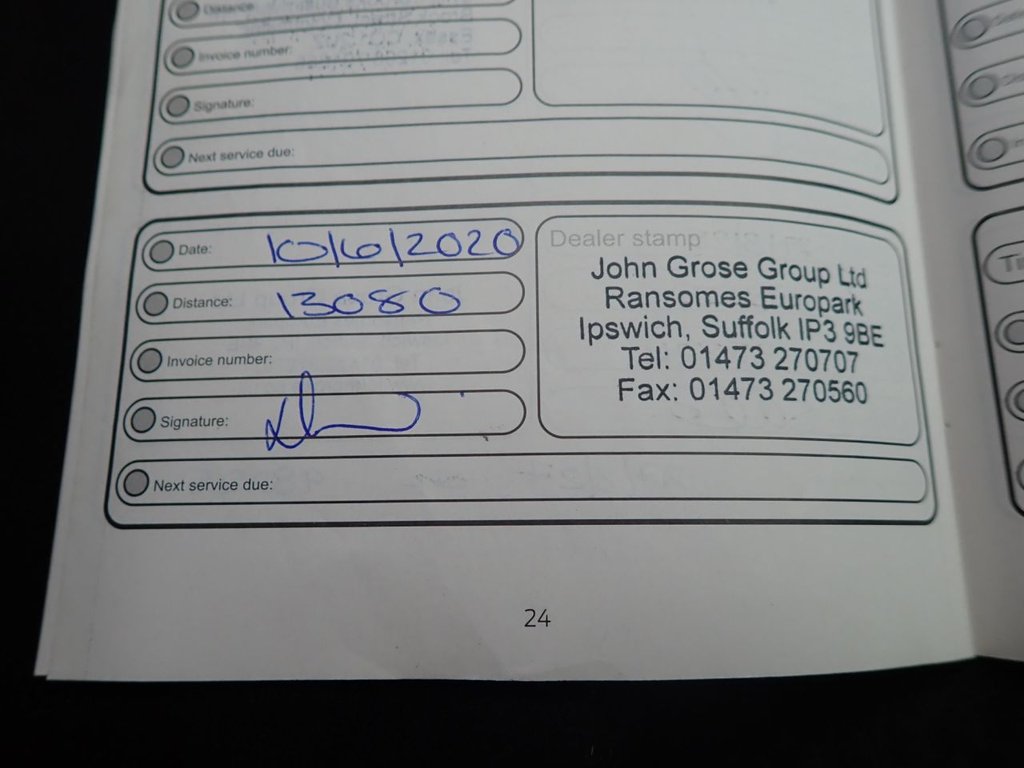 Distance:
Invoice number:
Signature:
Next service due:
Date: 10/6/2020
Distance: 13080
Invoice number:
Signature:
Next service due:
Dealer stamp
John Grose Group Ltd
Ransomes Europark
Ipswich, Suffolk IP3 9BE
Tel: 01473 270707
Fax: 01473 270560
24